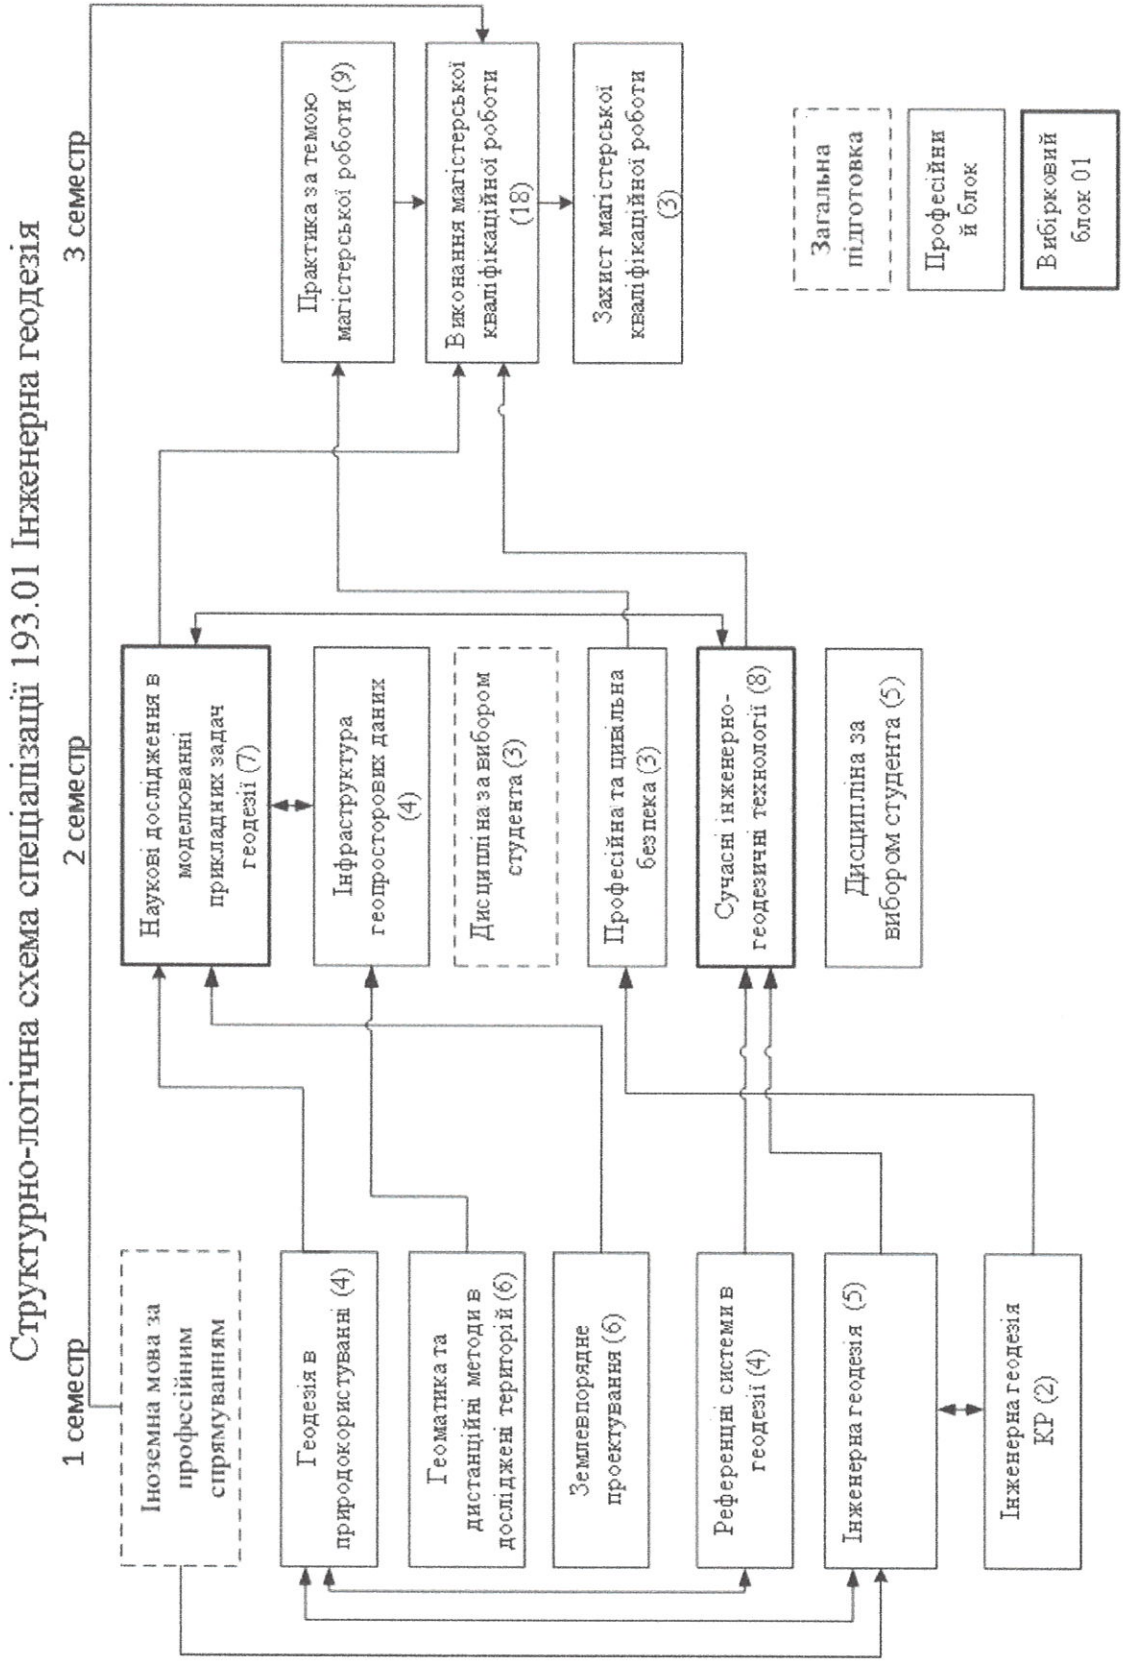 Структурно-логічна схема спеціалізації 193.01 Інженерна геодезія
1 семестр
2 семестр
3 семестр
Іноземна мова за
професійним
спрямуванням
Геодезія в
природокористуванні (4)
Геоматика та
дистанційні методи в
досліджені територій (6)
Землевпорядне
проектування (6)
Референці системи в
геодезії (4)
Інженерна геодезія (5)
Інженерна геодезія
КР (2)
Наукові дослідження в
моделюванні
прикладних задач
геодезії (7)
Інфраструктура
геопросторових даних
(4)
Дисципліна за вибором
студента (3)
Професійна та цивільна
безпека (3)
Сучасні інженерно-
геодезичні технології (8)
Дисципліна за
вибором студента (5)
Практика за темою
магістерської роботи (9)
Виконання магістерської
кваліфікаційної роботи
(18)
Захист магістерської
кваліфікаційної роботи
(3)
Загальна
підготовка
Професійни
й блок
Вибірковий
блок 01